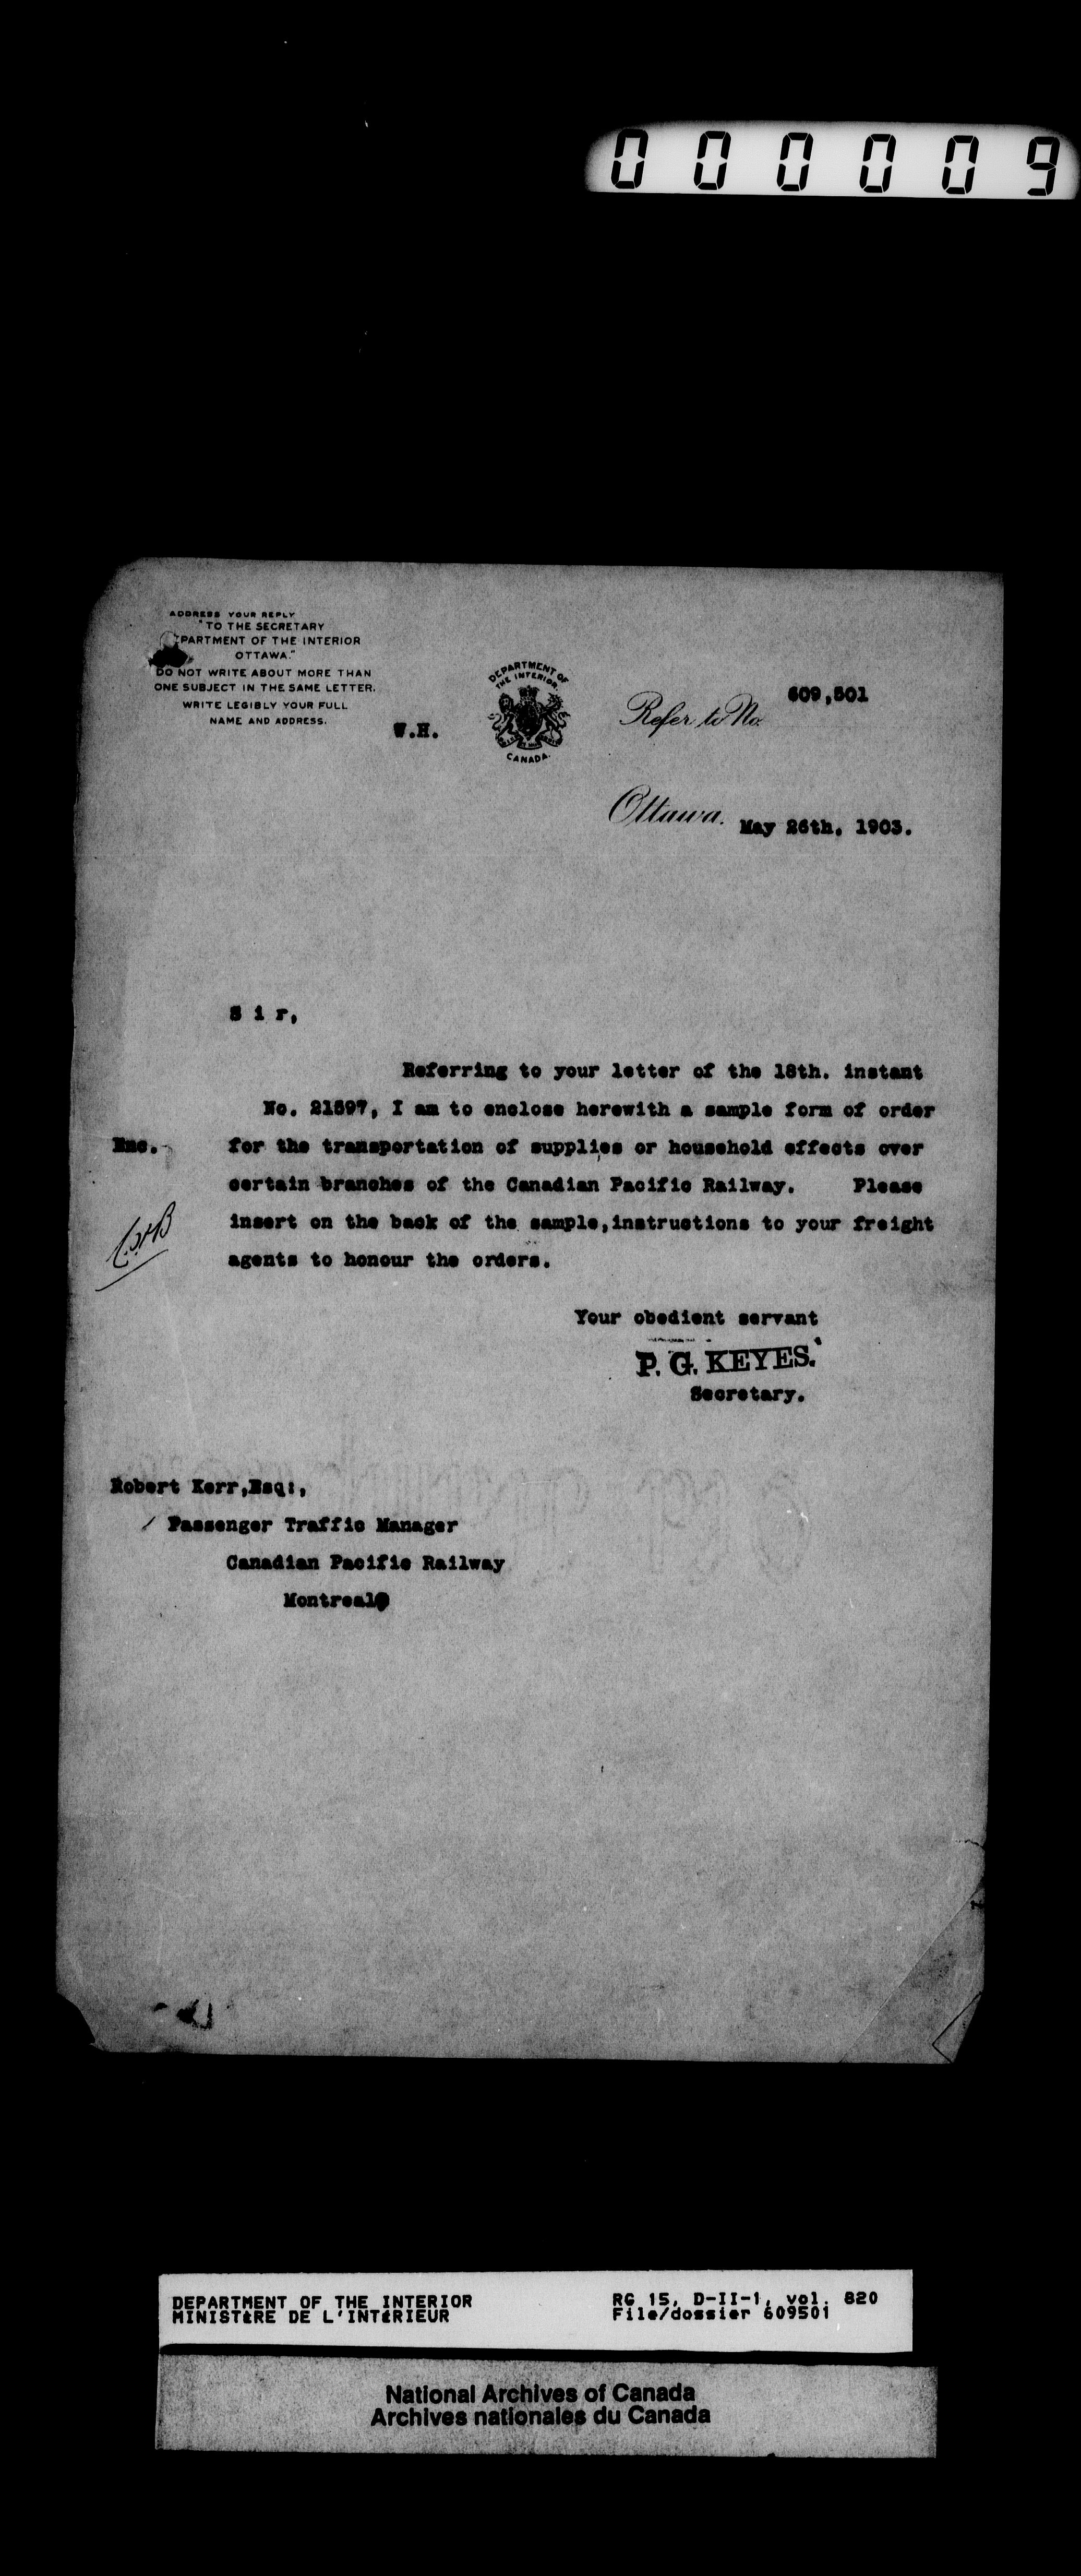 000009
ADDRESS YOUR REPLY
"TO THE SECRETARY
PARTMENT OF THE INTERIOR
OTTAWA."
DO NOT WRITE ABOUT MORE THAN
ONE SUBJECT IN THE SAME LETTER.
WRITE LEGIBLY YOUR FULL
NAME AND ADDRESS.
W.H.
DEPARTMENT OF
THE INTERIOR.
CANADA.
Refer to No. 609,501
Ottawa. May 26th. 1903.
S i r,
Referring to your letter of the 18th. instant
No. 21597, I am to enclose herewith a sample form of order
Enc. for the transportation of supplies or household effects over
certain branches of the Canadian Pacific Railway. Please
insert on the back of the sample,instructions to your freight
agents to honour the orders.
Your obedient servant
P. G. KEYES.
Secretary.
Robert Kerr,Esq:,
Passenger Traffic Manager
Canadian Pacific Railway
Montreal
DEPARTMENT OF THE INTERIOR RG 15, D-II-1, vol. 820
MINISTÈRE DE L'INTÉRIEUR File/dossier 609501
National Archives of Canada
Archives nationales du Canada